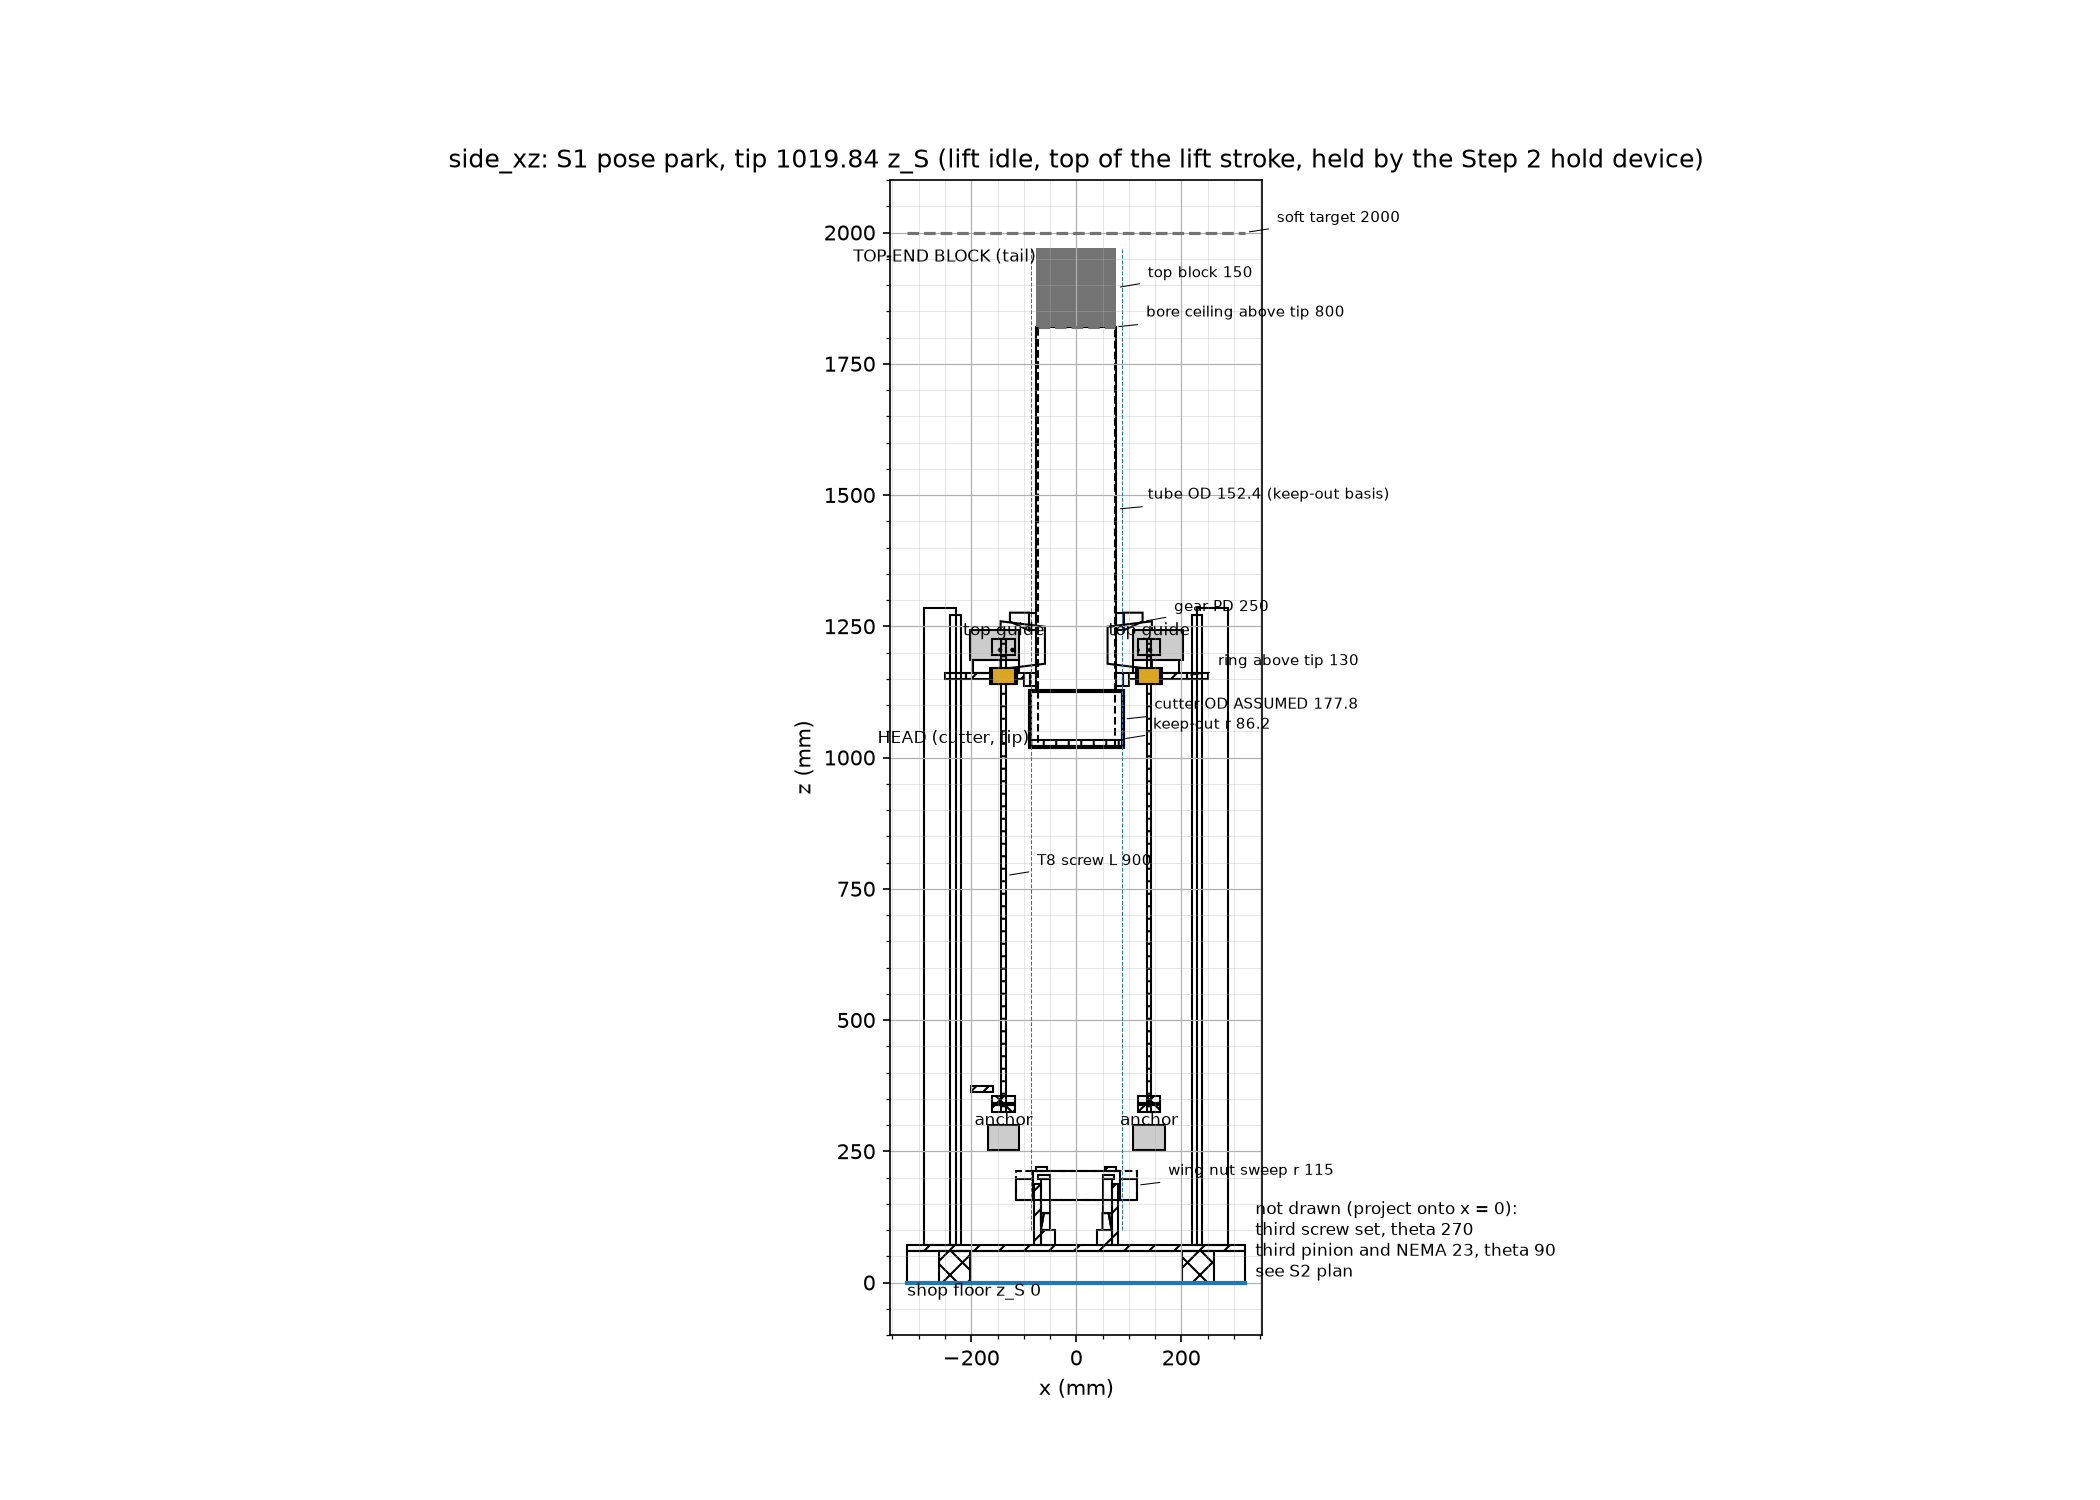 side_xz: S1 pose park, tip 1019.84 z_S (lift idle, top of the lift stroke, held by the Step 2 hold device)
soft target 2000
2000
TOP-END BLOCK (tail)
top block 150
bore ceiling above tip 800
1750
1500
tube OD 152.4 (keep-out basis)
gear PD 250
1250
top guide
top guide
ring above tip 130
cutter OD ASSUMED 177.8
keep-out r 86.2
HEAD (cutter, tip)
1000
z (mm)
T8 screw L 900
750
500
anchor
anchor
250
wing nut sweep r 115
not drawn (project onto x = 0):
third screw set, theta 270
third pinion and NEMA 23, theta 90
see S2 plan
0
shop floor z_S 0
−200
0
200
x (mm)